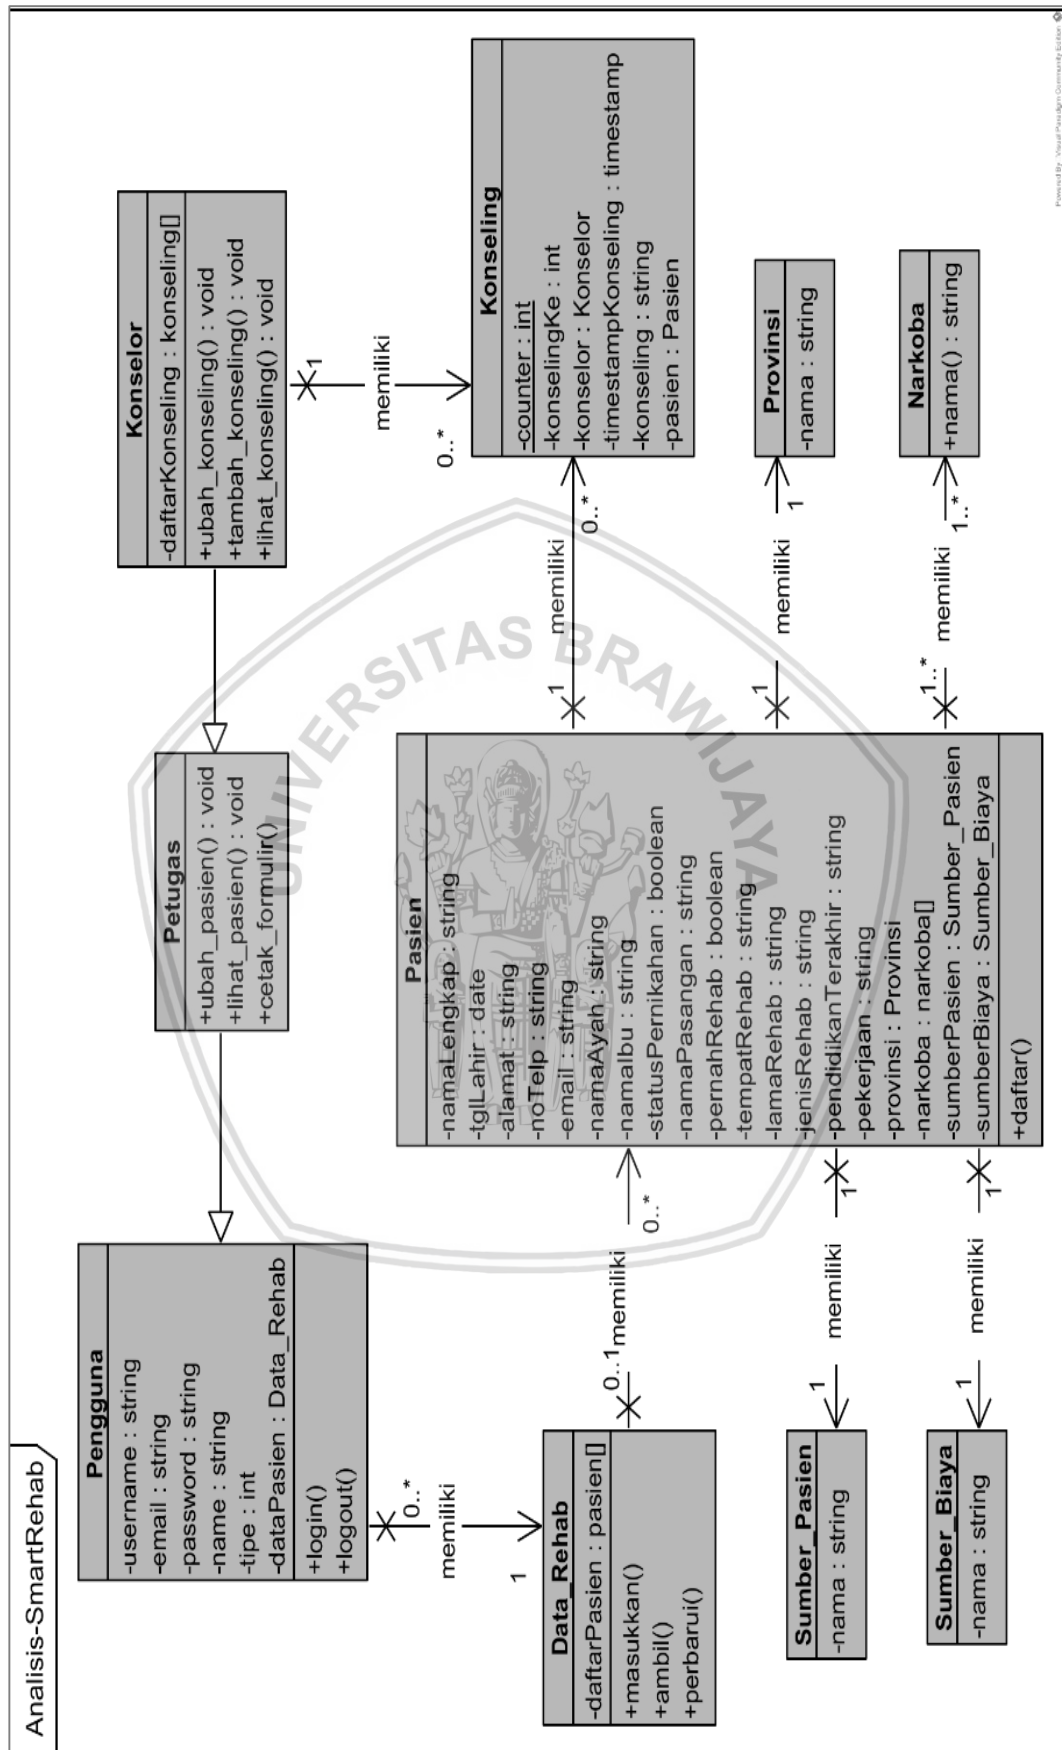 Analisis-SmartRehab
Pengguna
-username : string
-email : string
-password : string
-name : string
-tipe : int
-dataPasien : Data_Rehab
+login()
+logout()
Petugas
+ubah_pasien() : void
+lihat_pasien() : void
+cetak_formulir()
Konselor
-daftarKonseling : konseling[]
+ubah_konseling() : void
+tambah_konseling() : void
+lihat_konseling() : void
0..*
memiliki
1
1
memiliki
0..*
Data_Rehab
-daftarPasien : pasien[]
+masukkan()
+ambil()
+perbarui()
0..1
memiliki
0..*
Pasien
-namaLengkap : string
-tglLahir : date
-alamat : string
-noTelp : string
-email : string
-namaAyah : string
-namaIbu : string
-statusPernikahan : boolean
-namaPasangan : string
-pernahRehab : boolean
-tempatRehab : string
-lamaRehab : string
-jenisRehab : string
-pendidikanTerakhir : string
-pekerjaan : string
-provinsi : Provinsi
-narkoba : narkoba[]
-sumberPasien : Sumber_Pasien
-sumberBiaya : Sumber_Biaya
+daftar()
1
memiliki
0..*
Konseling
-counter : int
-konselingKe : int
-konselor : Konselor
-timestampKonseling : timestamp
-konseling : string
-pasien : Pasien
1
memiliki
1
Provinsi
-nama : string
1..*
memiliki
1..*
Narkoba
+nama() : string
1
memiliki
1
Sumber_Pasien
-nama : string
1
memiliki
1
Sumber_Biaya
-nama : string
UNIVERSITAS BRAWIJAYA
Powered By Visual Paradigm Community Edition